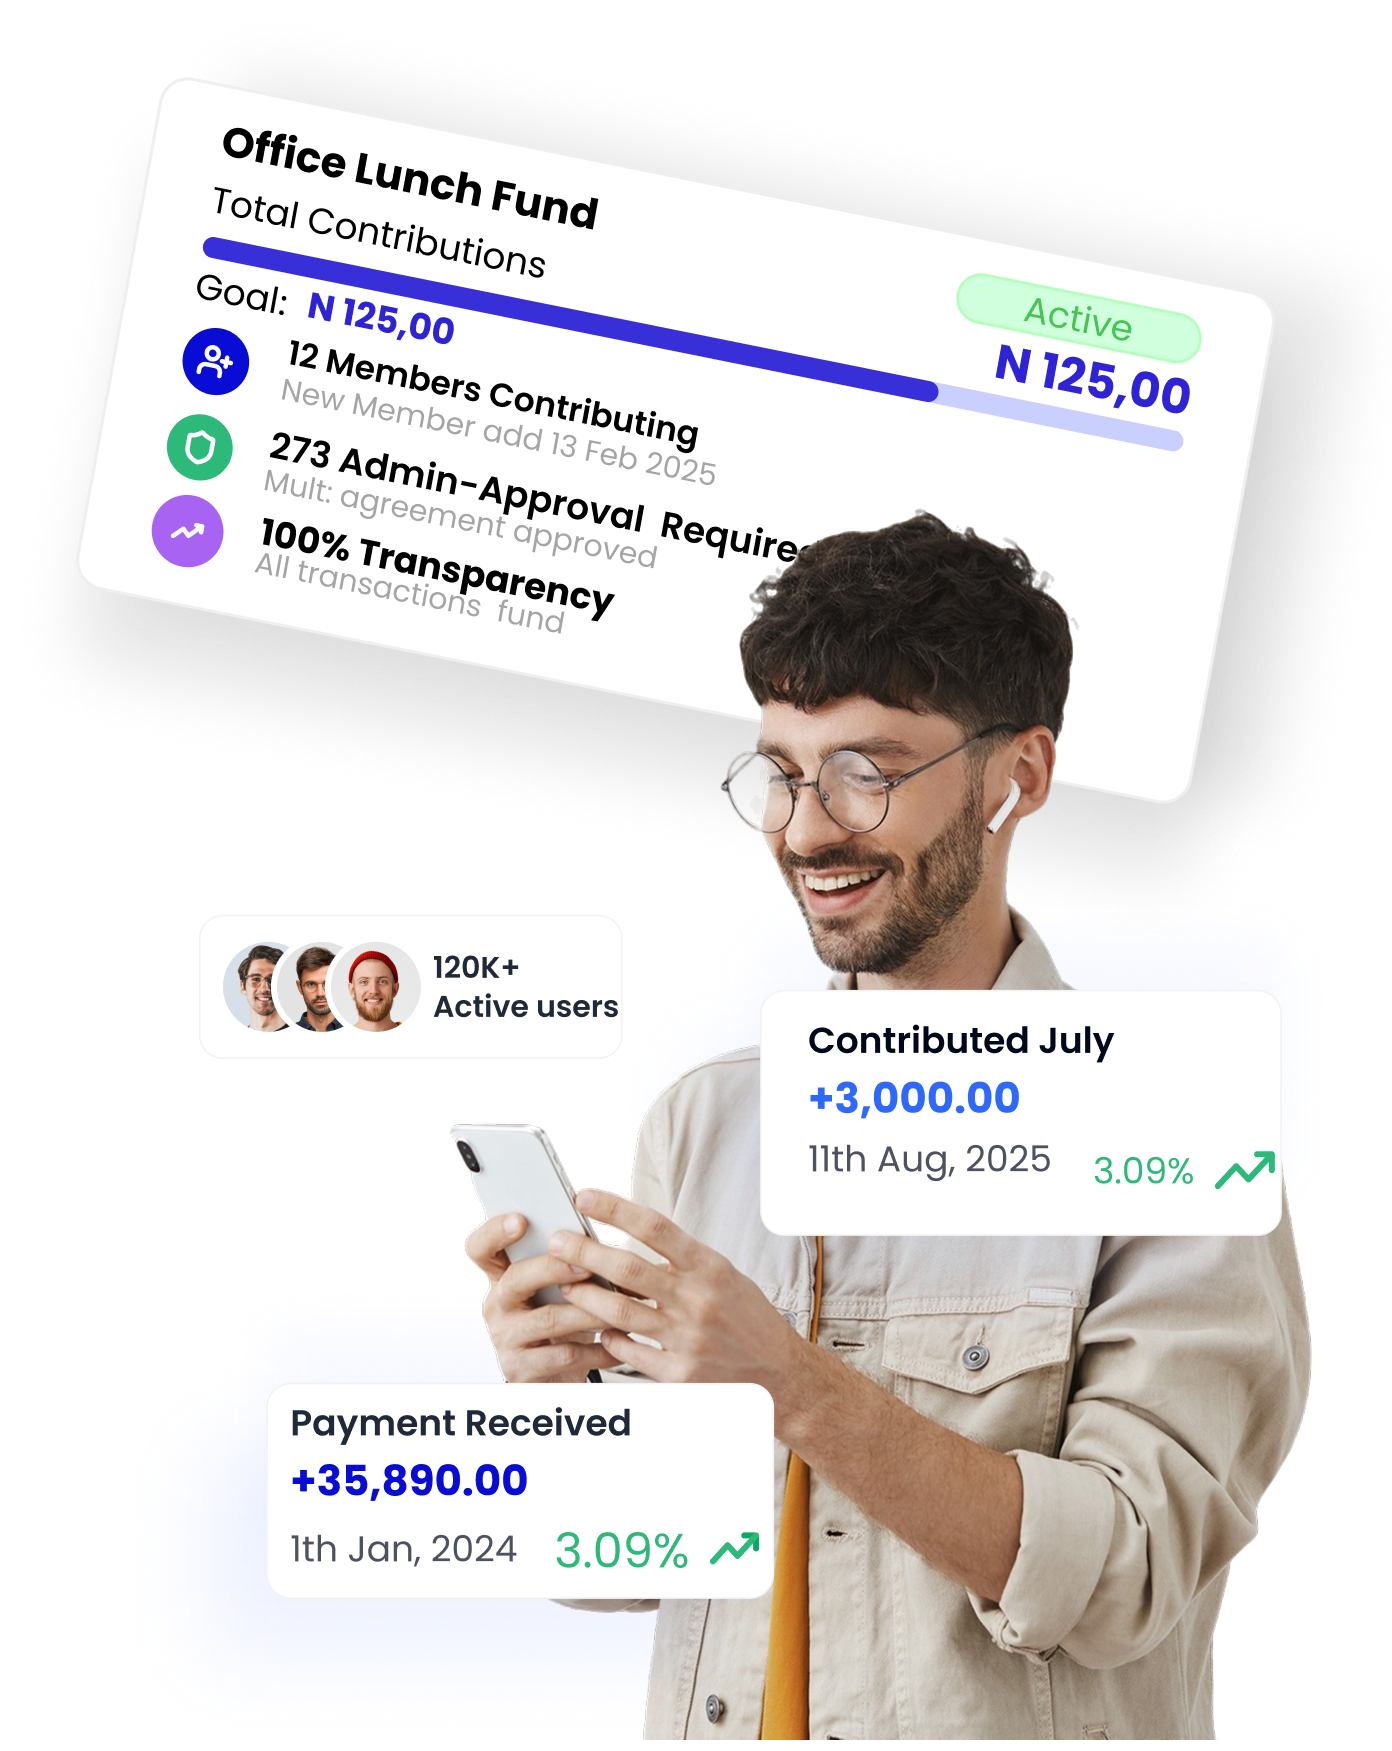 Office Lunch Fund
Total Contributions
Active
N 125,00
Goal: N 125,00
12 Members Contributing
New Member add 13 Feb 2025
273 Admin-Approval Require
Mult: agreement approved
100% Transparency
All transactions fund
120K+
Active users
Contributed July
+3,000.00
11th Aug, 2025 3.09%
Payment Received
+35,890.00
1th Jan, 2024 3.09%